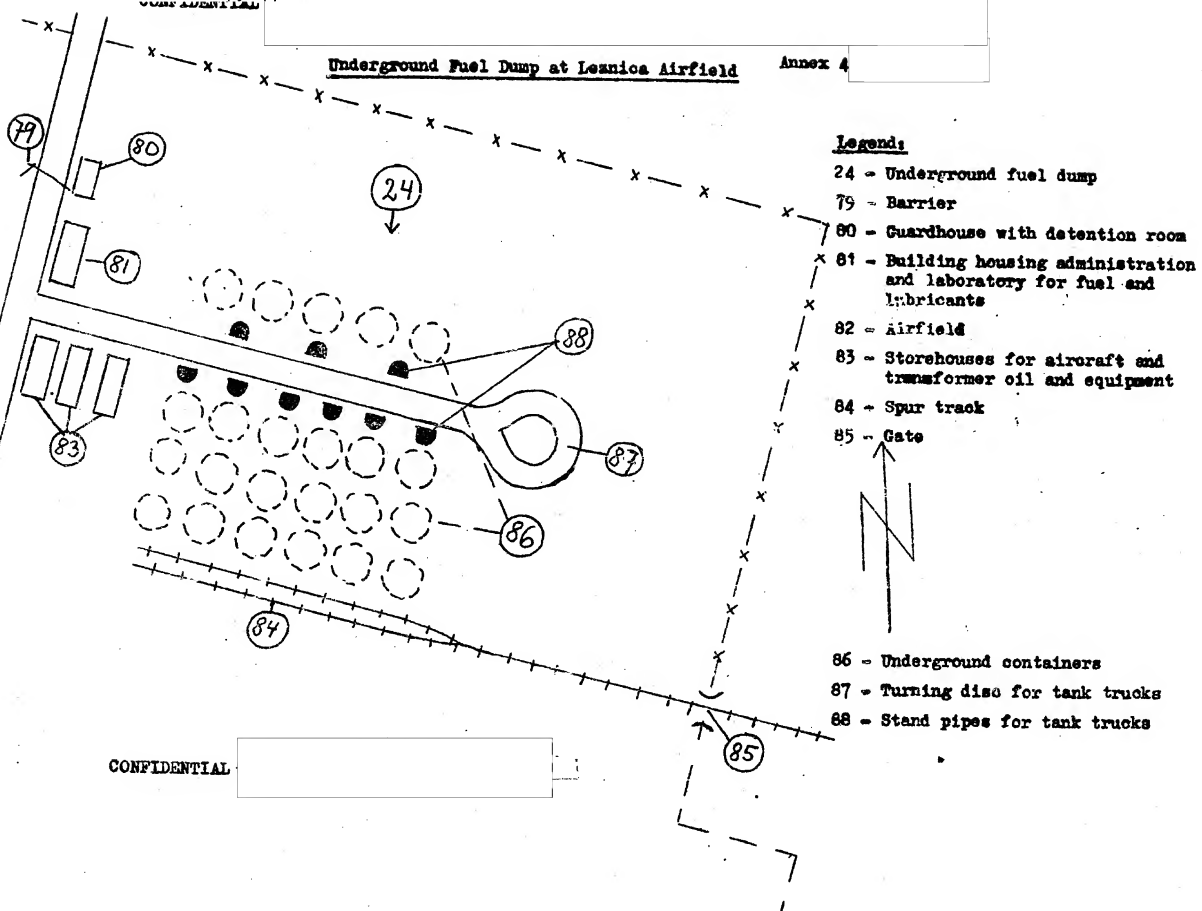 CONFIDENTIAL
Underground Fuel Dump at Leznica Airfield
Annex 4
79
80
24
81
88
83
87
86
84
85
Legend:
24 - Underground fuel dump
79 - Barrier
80 - Guardhouse with detention room
81 - Building housing administration
and laboratory for fuel and
lubricants
82 - Airfield
83 - Storehouses for aircraft and
transformer oil and equipment
84 - Spur track
85 - Gate
N
86 - Underground containers
87 - Turning disc for tank trucks
88 - Stand pipes for tank trucks
CONFIDENTIAL